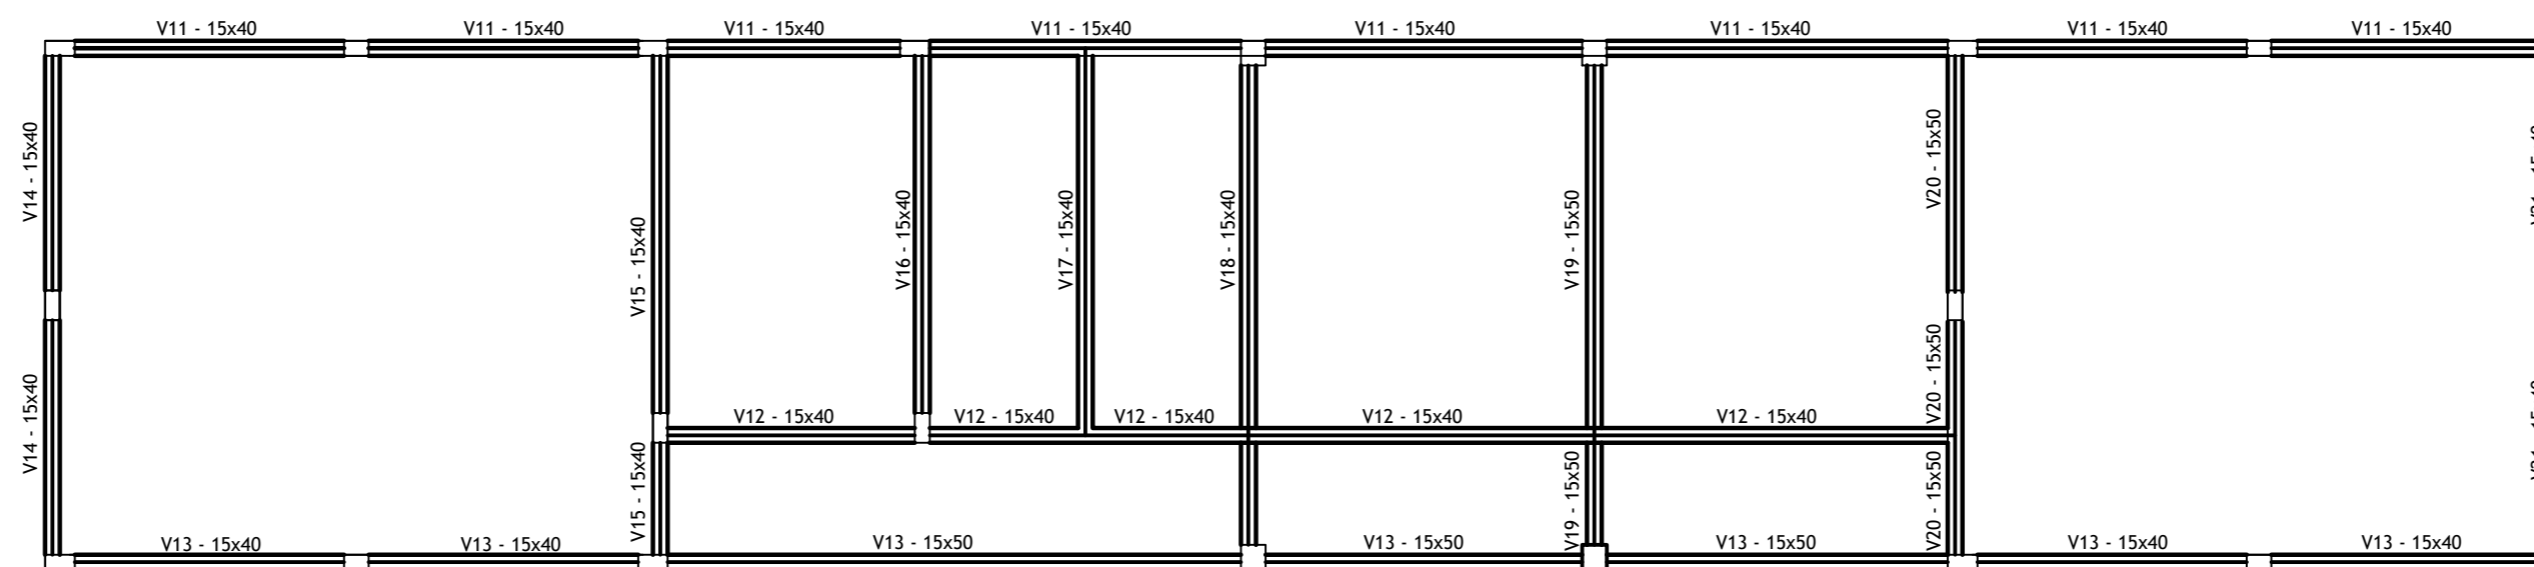 V11 - 15x40
V11 - 15x40
V11 - 15x40
V11 - 15x40
V11 - 15x40
V11 - 15x40
V11 - 15x40
V11 - 15x40
V14 - 15x40
V15 - 15x40
V16 - 15x40
V17 - 15x40
V18 - 15x40
V19 - 15x50
V20 - 15x50
V20 - 15x50
V14 - 15x40
V12 - 15x40
V12 - 15x40
V12 - 15x40
V12 - 15x40
V12 - 15x40
V15 - 15x40
V19 - 15x50
V20 - 15x50
V13 - 15x40
V13 - 15x40
V13 - 15x50
V13 - 15x50
V13 - 15x50
V13 - 15x40
V13 - 15x40